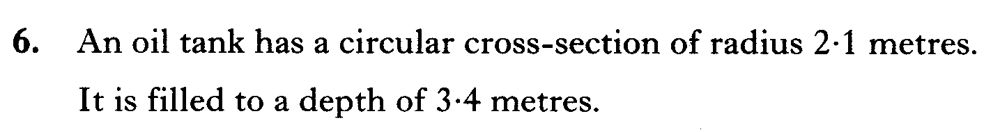 6. An oil tank has a circular cross-section of radius 2·1 metres.
It is filled to a depth of 3·4 metres.